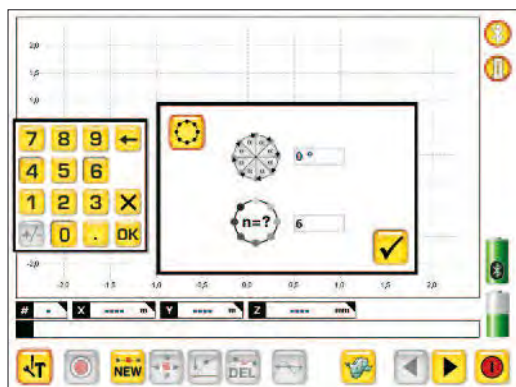 2,0
1,5
1,0
7 8 9 ←
4 5 6
1 2 3 X
+/- 0 . OK
0 °
n=?
6
-2,0
-2,0 -1,5 -1,0 -0,5 0,0 0,5 1,0 1,5 2,0
# - X ---- m Y ---- m Z ---- mm
T NEW DEL